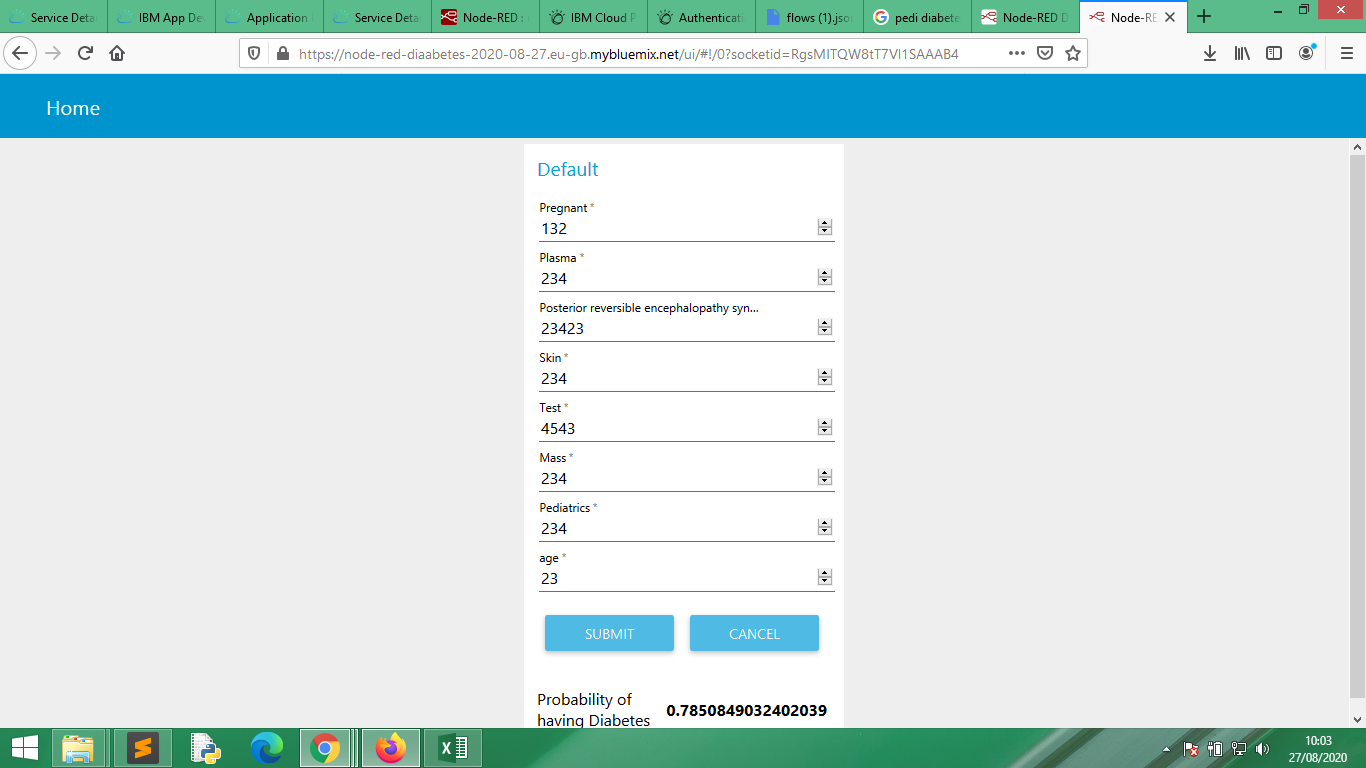 Service Deta
IBM App De
Application
Service Deta
Node-RED :
IBM Cloud P
Authenticati
flows (1).jso
pedi diabete
Node-RED D
Node-RE
https://node-red-diaabetes-2020-08-27.eu-gb.mybluemix.net/ui/#!/0?socketid=RgsMITQW8tT7VI1SAAAB4
Home
Default
Pregnant *
132
Plasma *
234
Posterior reversible encephalopathy syn...
23423
Skin *
234
Test *
4543
Mass *
234
Pediatrics *
234
age *
23
SUBMIT
CANCEL
Probability of
having Diabetes
0.7850849032402039
10:03
27/08/2020